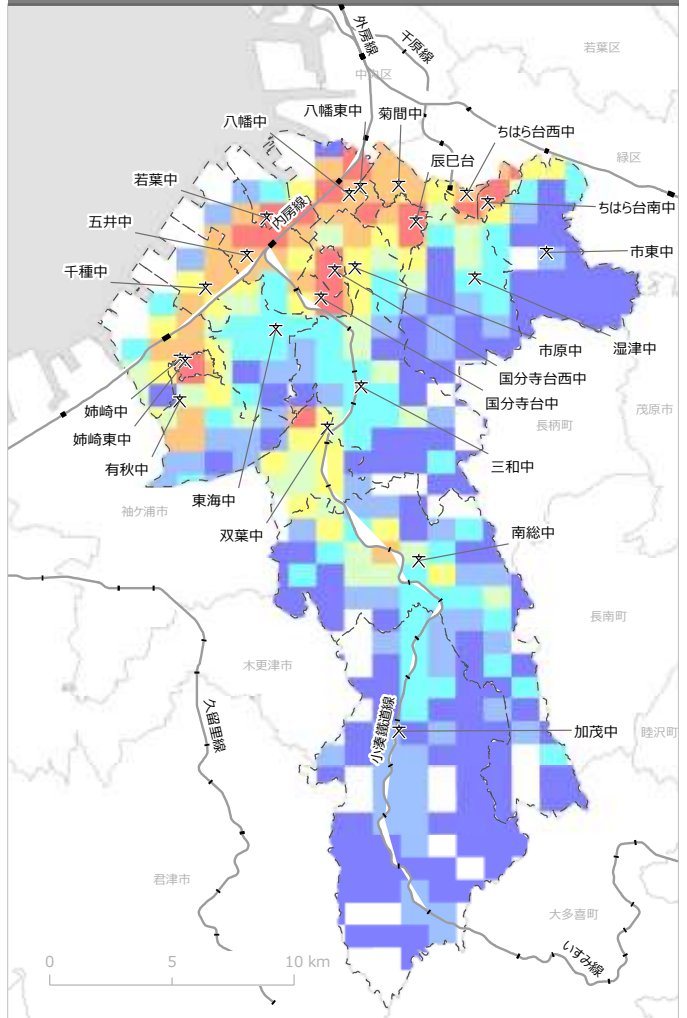 外房線
千原線
若葉区
中央区
八幡中
八幡東中
菊間中
ちはら台西中
辰巳台
緑区
若葉中
ちはら台南中
内房線
五井中
市東中
千種中
市原中
湿津中
国分寺台西中
姉崎中
国分寺台中
茂原市
長柄町
姉崎東中
有秋中
三和中
東海中
袖ケ浦市
双葉中
南総中
長南町
木更津市
久留里線
小湊鐵道線
加茂中
睦沢町
君津市
大多喜町
いすみ線
0 5 10 km